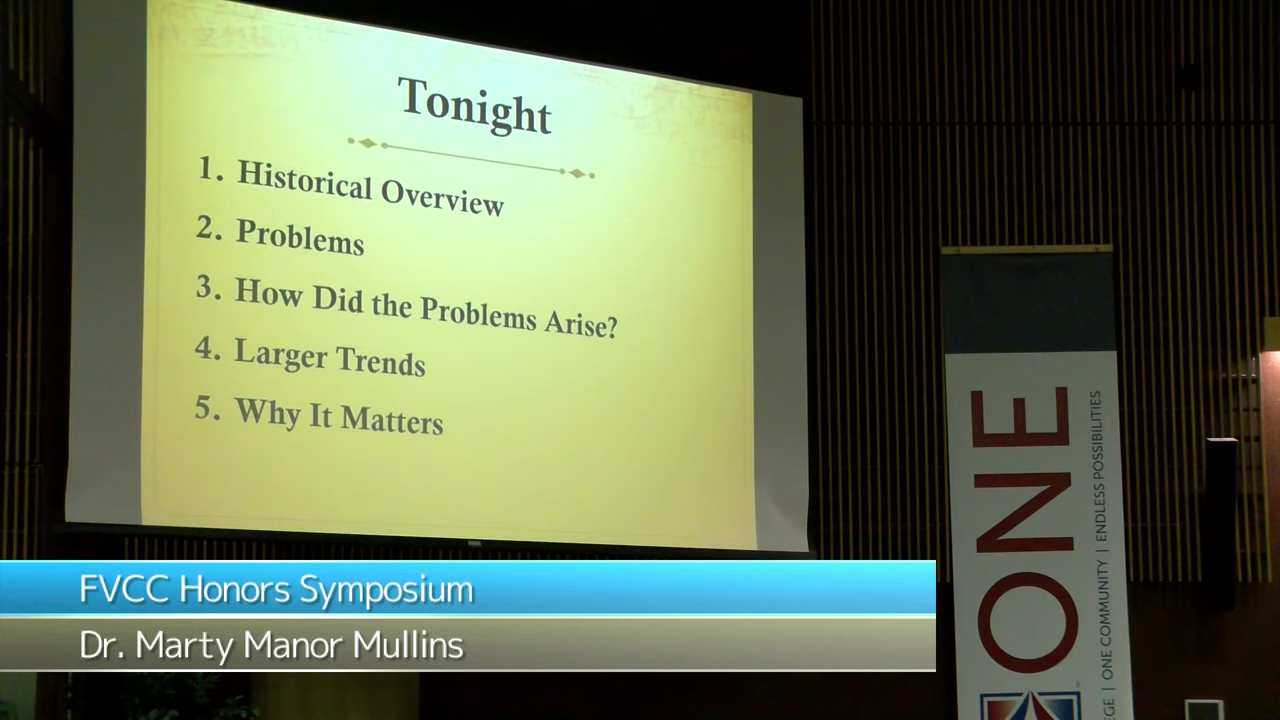 Tonight
1. Historical Overview
2. Problems
3. How Did the Problems Arise?
4. Larger Trends
5. Why It Matters
ONE
| ONE COMMUNITY | ENDLESS POSSIBILITIES
FVCC Honors Symposium
Dr. Marty Manor Mullins